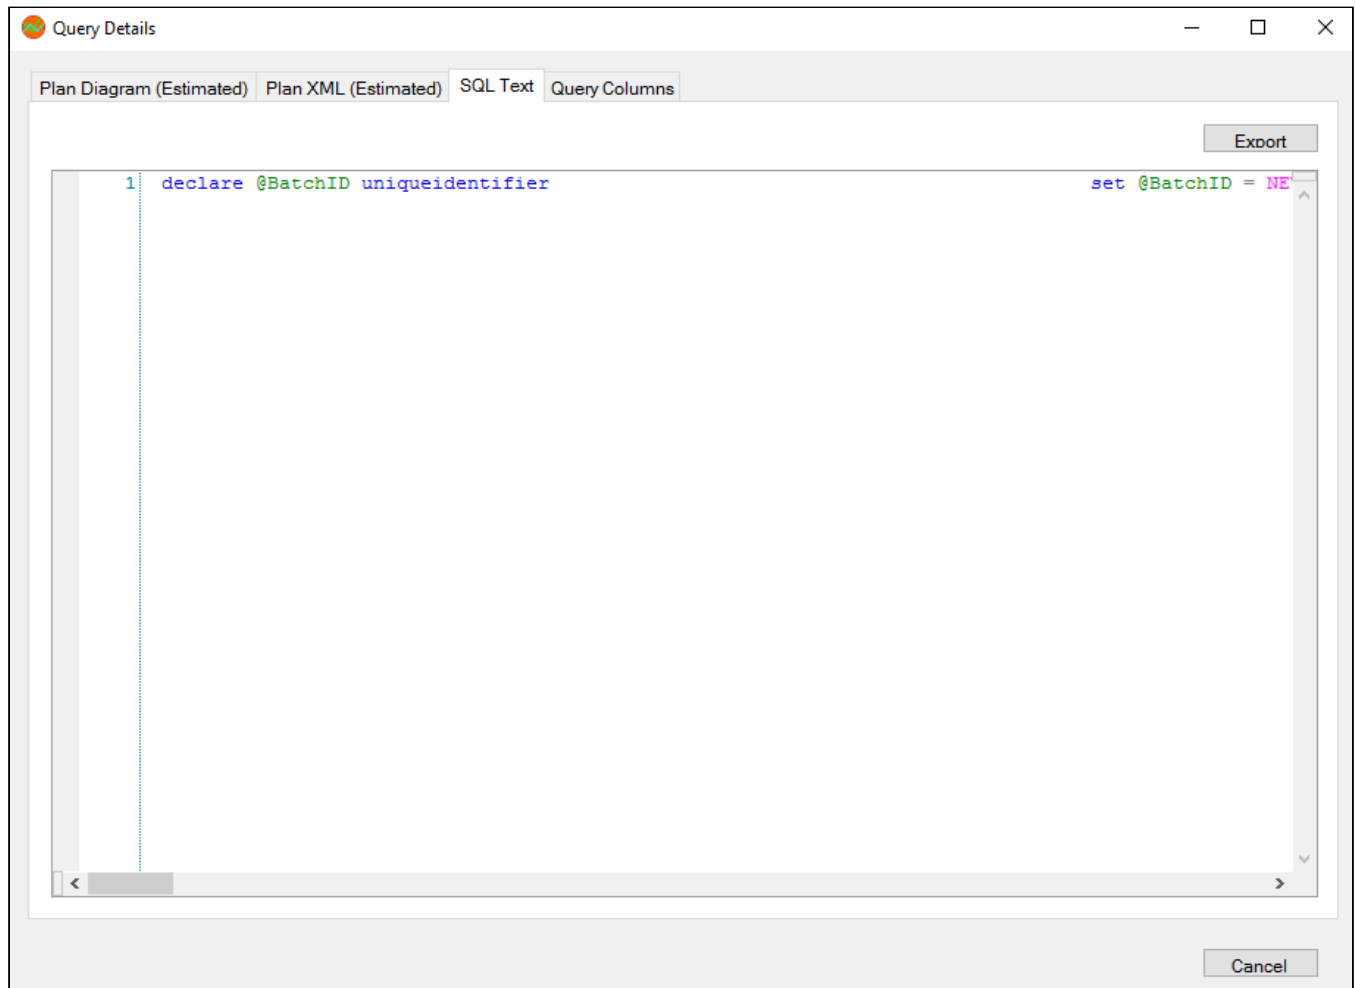 Query Details
Plan Diagram (Estimated) Plan XML (Estimated) SQL Text Query Columns
Export
1 declare @BatchID uniqueidentifier set @BatchID = NE
Cancel